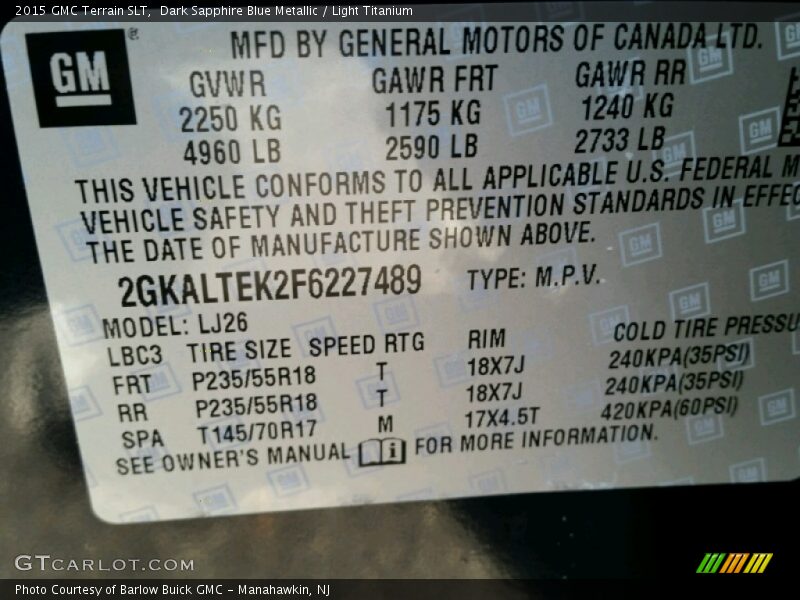 2015 GMC Terrain SLT, Dark Sapphire Blue Metallic / Light Titanium
GM
MFD BY GENERAL MOTORS OF CANADA LTD.
GVWR GAWR FRT GAWR RR
2250 KG 1175 KG 1240 KG
4960 LB 2590 LB 2733 LB
THIS VEHICLE CONFORMS TO ALL APPLICABLE U.S. FEDERAL M
VEHICLE SAFETY AND THEFT PREVENTION STANDARDS IN EFFEC
THE DATE OF MANUFACTURE SHOWN ABOVE.
2GKALTEK2F6227489 TYPE: M.P.V.
MODEL: LJ26
LBC3 TIRE SIZE SPEED RTG RIM COLD TIRE PRESSU
FRT P235/55R18 T 18X7J 240KPA(35PSI)
RR P235/55R18 T 18X7J 240KPA(35PSI)
SPA T145/70R17 M 17X4.5T 420KPA(60PSI)
SEE OWNER'S MANUAL i FOR MORE INFORMATION.
GTCARLOT.COM
Photo Courtesy of Barlow Buick GMC – Manahawkin, NJ